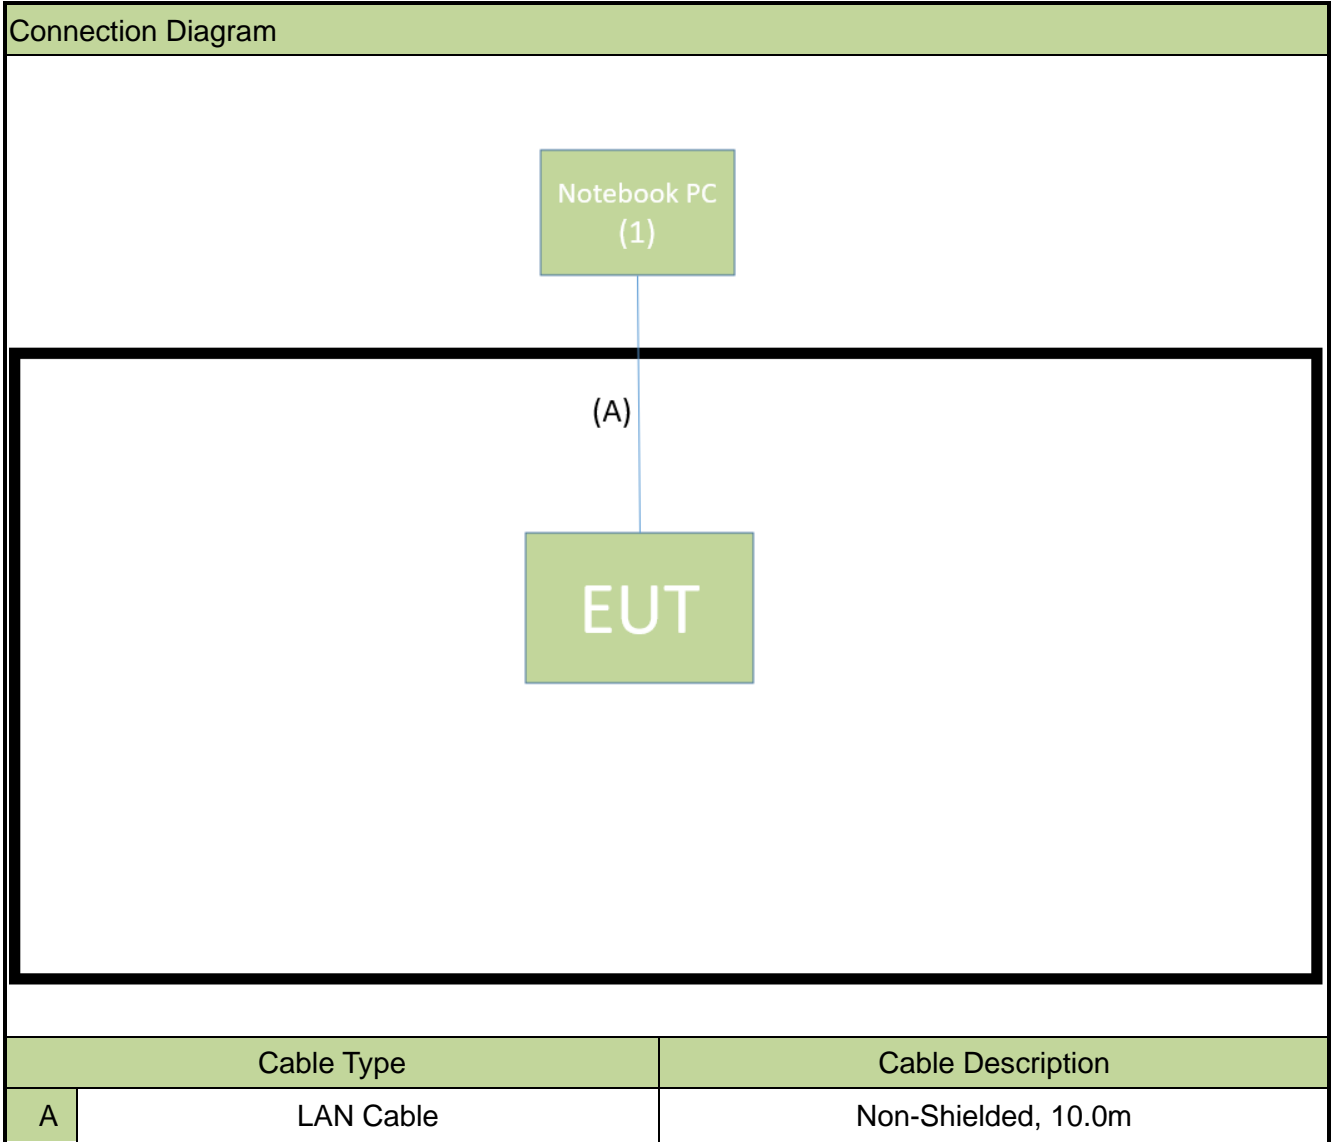 Connection Diagram
Notebook PC
(1)
(A)
EUT
Cable Type Cable Description
A LAN Cable Non-Shielded, 10.0m